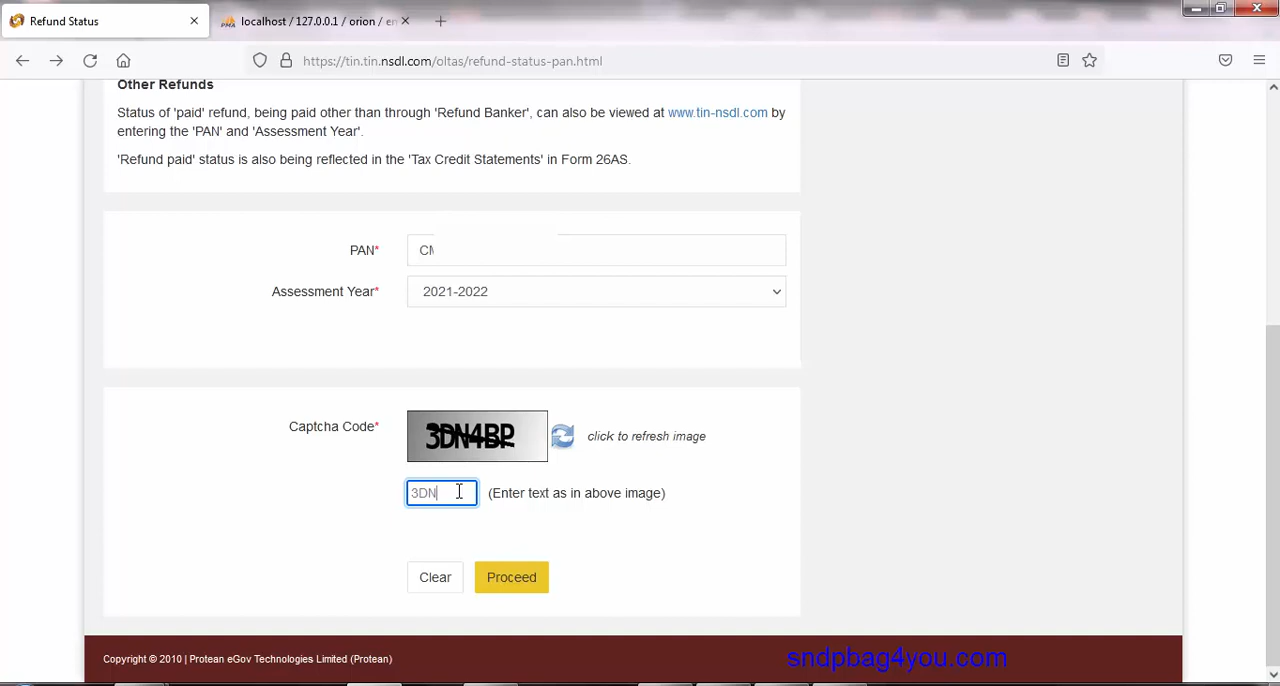 Refund Status
localhost / 127.0.0.1 / orion / en
https://tin.tin.nsdl.com/oltas/refund-status-pan.html
Other Refunds
Status of 'paid' refund, being paid other than through 'Refund Banker', can also be viewed at www.tin-nsdl.com by
entering the 'PAN' and 'Assessment Year'.
'Refund paid' status is also being reflected in the 'Tax Credit Statements' in Form 26AS.
PAN*
Assessment Year* 2021-2022
Captcha Code* 3DN4BP click to refresh image
3DN (Enter text as in above image)
Clear Proceed
Copyright © 2010 | Protean eGov Technologies Limited (Protean)
sndpbag4you.com